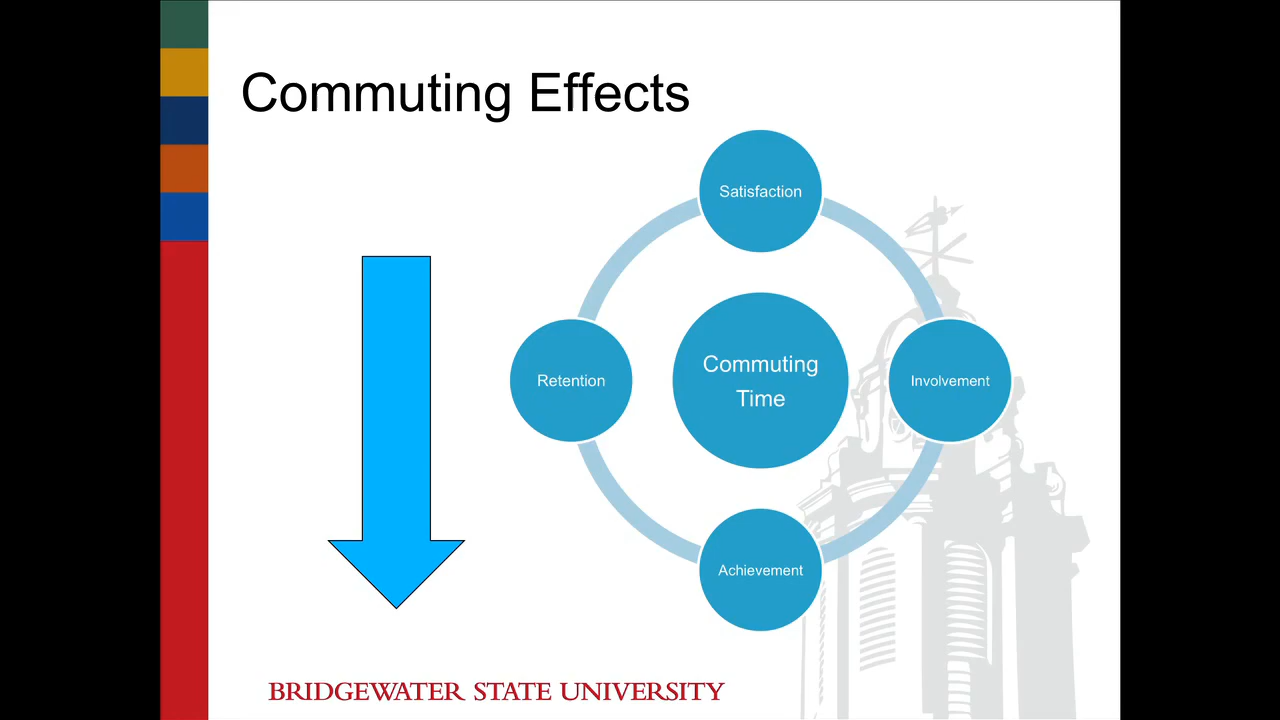 Commuting Effects
Satisfaction
Retention
Commuting
Time
Involvement
Achievement
BRIDGEWATER STATE UNIVERSITY